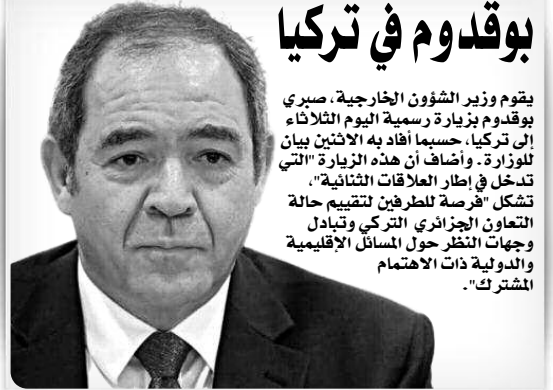 بوقدوم في تركيا
يقوم وزير الشؤون الخارجية، صبري
بوقدوم بزيارة رسمية اليوم الثلاثاء
إلى تركيا، حسبما أفاد به الاثنين بيان
للوزارة. وأضاف أن هذه الزيارة "التي
تدخل في إطار العلاقات الثنائية"،
تشكل "فرصة للطرفين لتقييم حالة
التعاون الجزائري التركي وتبادل
وجهات النظر حول المسائل الإقليمية
والدولية ذات الاهتمام
المشترك".